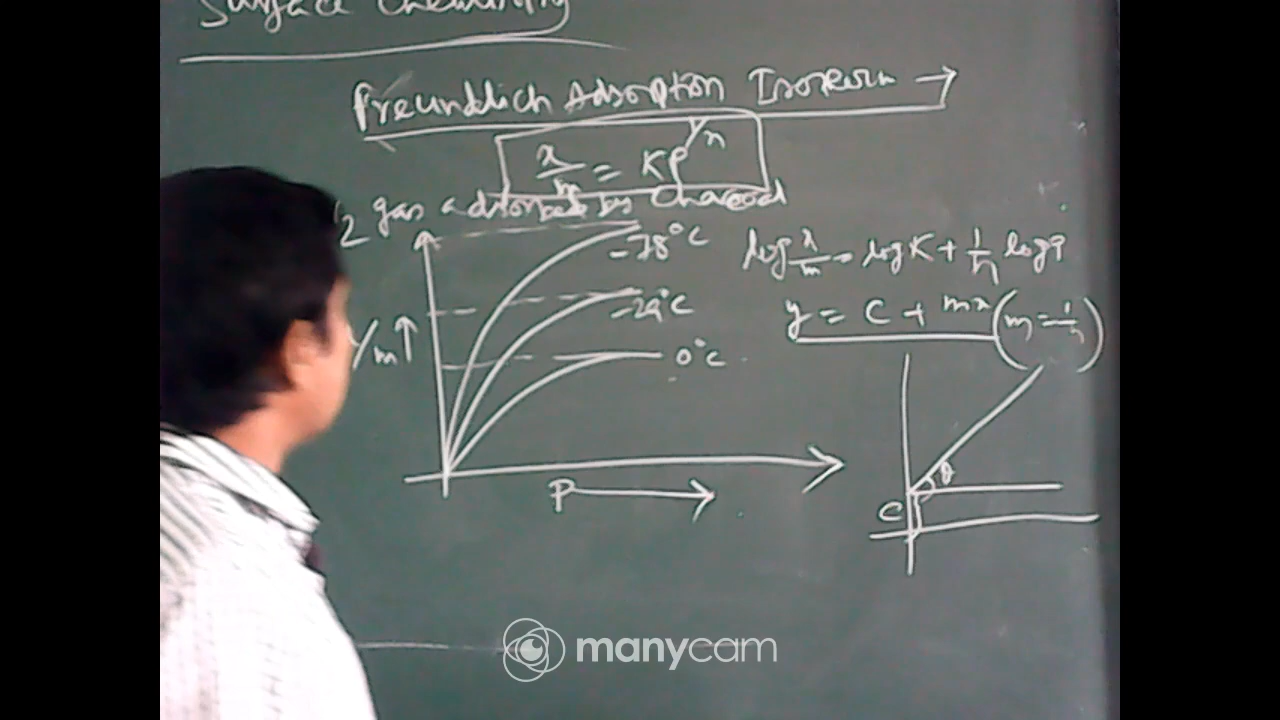 Surface Chemistry
Freundlich Adsorption Isotherm →
x/m = KP^1/n
2 gas adsorbed by Charcoal
-78°C
log x/m = log K + 1/n log P
-29°C
y = C + mx (m = 1/n)
/m ↑
0°C
θ
P →
C
manycam